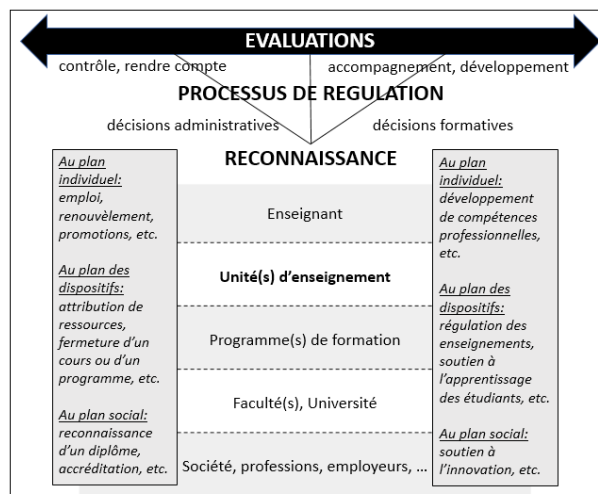 EVALUATIONS
contrôle, rendre compte
accompagnement, développement
PROCESSUS DE REGULATION
décisions administratives
décisions formatives
RECONNAISSANCE
Au plan
individuel:
emploi,
renouvèlement,
promotions, etc.
Au plan des
dispositifs:
attribution de
ressources,
fermeture d'un
cours ou d'un
programme, etc.
Au plan social:
reconnaissance
d'un diplôme,
accréditation, etc.
Enseignant
Unité(s) d'enseignement
Programme(s) de formation
Faculté(s), Université
Société, professions, employeurs, ...
Au plan
individuel:
développement
de compétences
professionnelles,
etc.
Au plan des
dispositifs:
régulation des
enseignements,
soutien à
l'apprentissage
des étudiants, etc.
Au plan social:
soutien à
l'innovation, etc.